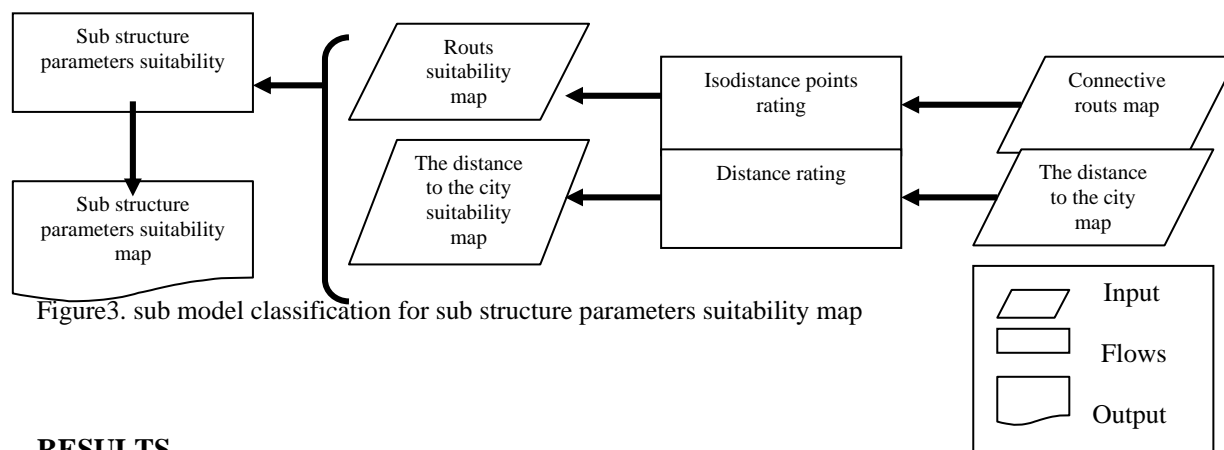 Sub structure
parameters suitability
Routs
suitability
map
Isodistance points
rating
Connective
routs map
Sub structure
parameters suitability
map
The distance
to the city
suitability
map
Distance rating
The distance
to the city
map
Figure3. sub model classification for sub structure parameters suitability map
Input
Flows
Output
RESULTS